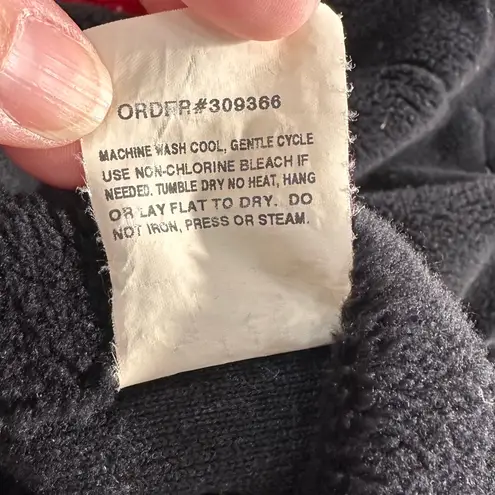 ORDER#309366
MACHINE WASH COOL, GENTLE CYCLE
USE NON-CHLORINE BLEACH IF
NEEDED. TUMBLE DRY NO HEAT, HANG
OR LAY FLAT TO DRY. DO
NOT IRON, PRESS OR STEAM.